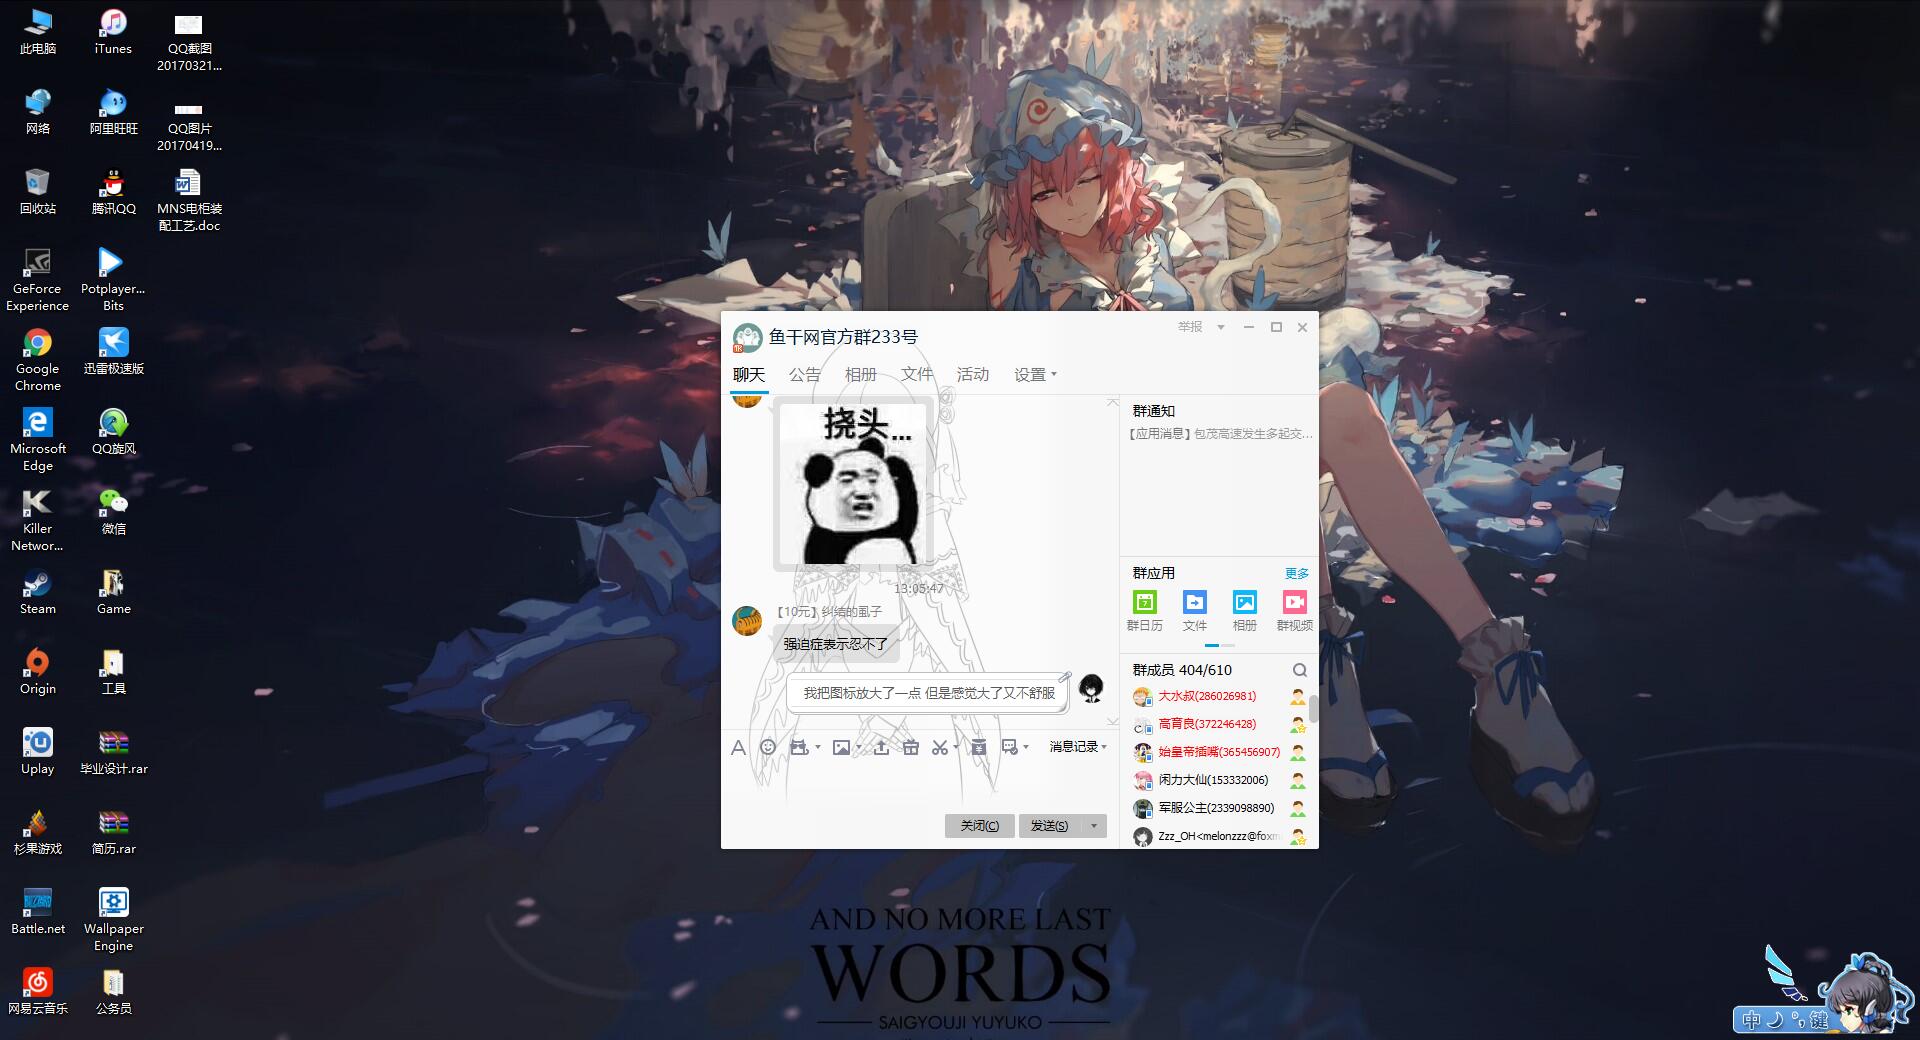 此电脑
iTunes
QQ截图
20170321...
网络
阿里旺旺
QQ图片
20170419...
回收站
腾讯QQ
MNS电柜装
配工艺.doc
GeForce
Experience
Potplayer...
Bits
Google
Chrome
迅雷极速版
Microsoft
Edge
QQ旋风
Killer
Networ...
微信
Steam
Game
Origin
工具
Uplay
毕业设计.rar
杉果游戏
简历.rar
Battle.net
Wallpaper
Engine
网易云音乐
公务员
鱼干网官方群233号
举报
聊天 公告 相册 文件 活动 设置
挠头...
13:05:47
【10元】纠结的虱子
强迫症表示忍不了
我把图标放大了一点 但是感觉大了又不舒服
消息记录
关闭(C) 发送(S)
群通知
【应用消息】包茂高速发生多起交...
群应用 更多
群日历 文件 相册 群视频
群成员 404/610
大水叔(286026981)
高育良(372246428)
始皇帝插嘴(365456907)
闲力大仙(153332006)
军服公主(2339098890)
Zzz_OH<melonzzz@foxm
AND NO MORE LAST
WORDS
SAIGYOUJI YUYUKO
中 键